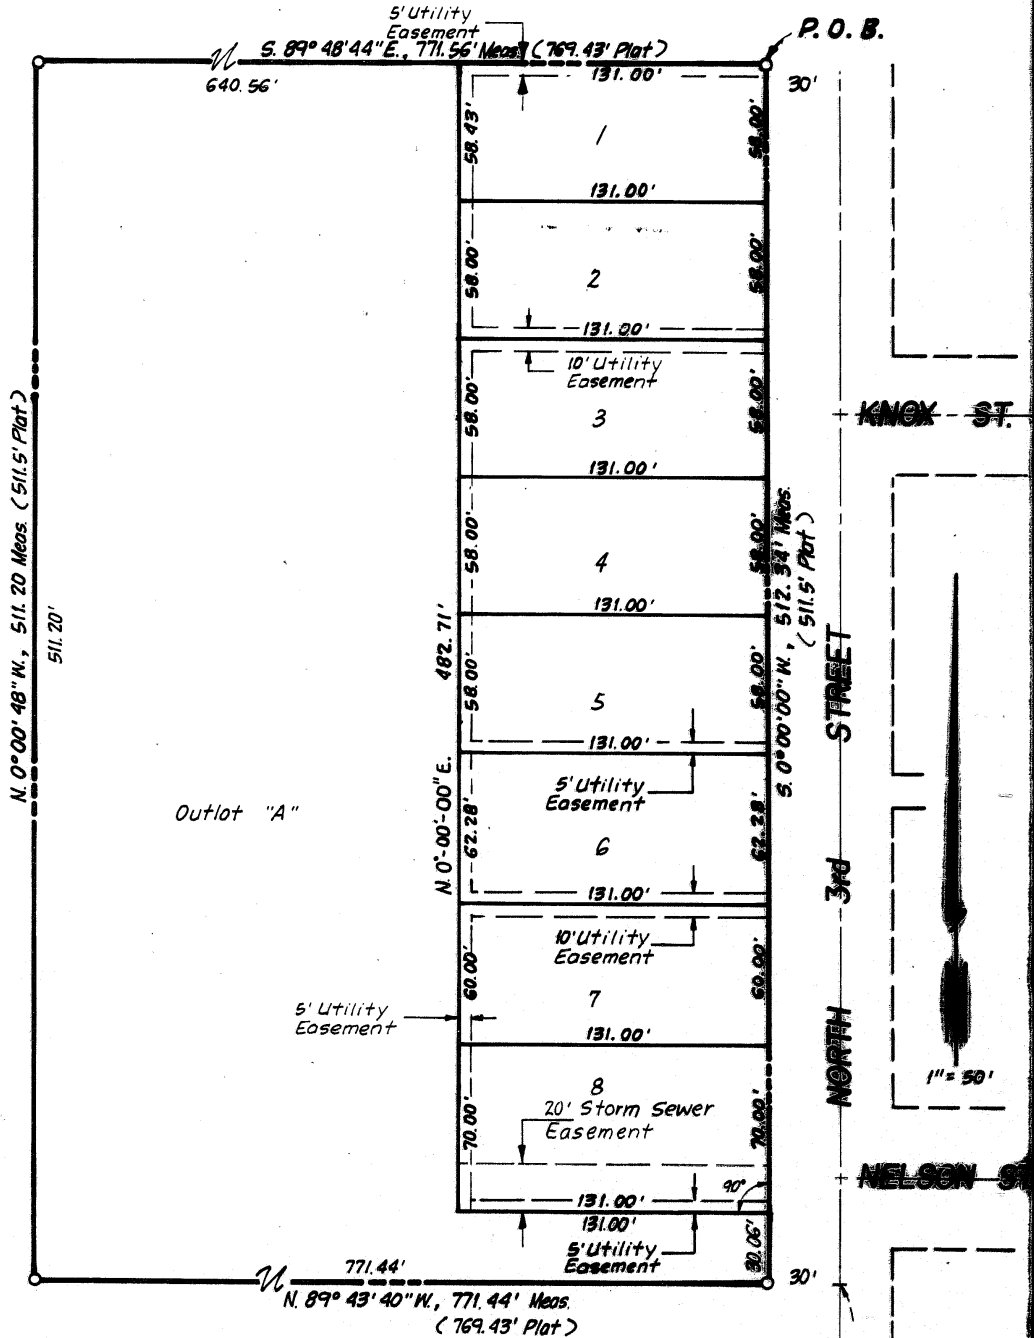 5' Utility
Easement
P.O.B.
S. 89° 48' 44" E., 771.56' Meas. (769.43' Plat)
640.56'
131.00'
30'
58.43'
1
58.00'
131.00'
58.00'
2
58.00'
131.00'
10' Utility
Easement
58.00'
3
58.00'
KNOX ST.
131.00'
N. 0° 00' 48" W., 511.20 Meas. (511.5' Plat)
511.20'
58.00'
4
58.00'
S. 0° 00' 00" W., 512.34' Meas.
(511.5' Plat)
131.00'
482.71'
N. 0°-00'-00" E.
58.00'
5
58.00'
131.00'
5' Utility
Easement
Outlot "A"
62.28'
6
62.28'
131.00'
10' Utility
Easement
NORTH 3rd STREET
60.00'
7
60.00'
5' Utility
Easement
131.00'
1" = 50'
8
20' Storm Sewer
Easement
70.00'
70.00'
90°
NELSON ST
131.00'
131.00'
5' Utility
Easement
30.06'
30'
771.44'
N. 89° 43' 40" W., 771.44' Meas.
(769.43' Plat)